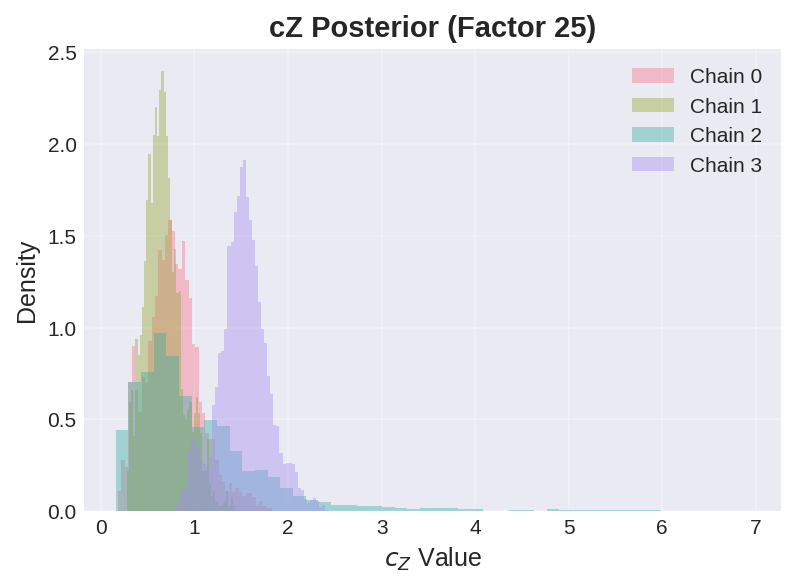 cZ Posterior (Factor 25)
2.5
2.0
1.5
1.0
0.5
0.0
Density
Chain 0
Chain 1
Chain 2
Chain 3
0 1 2 3 4 5 6 7
cZ Value